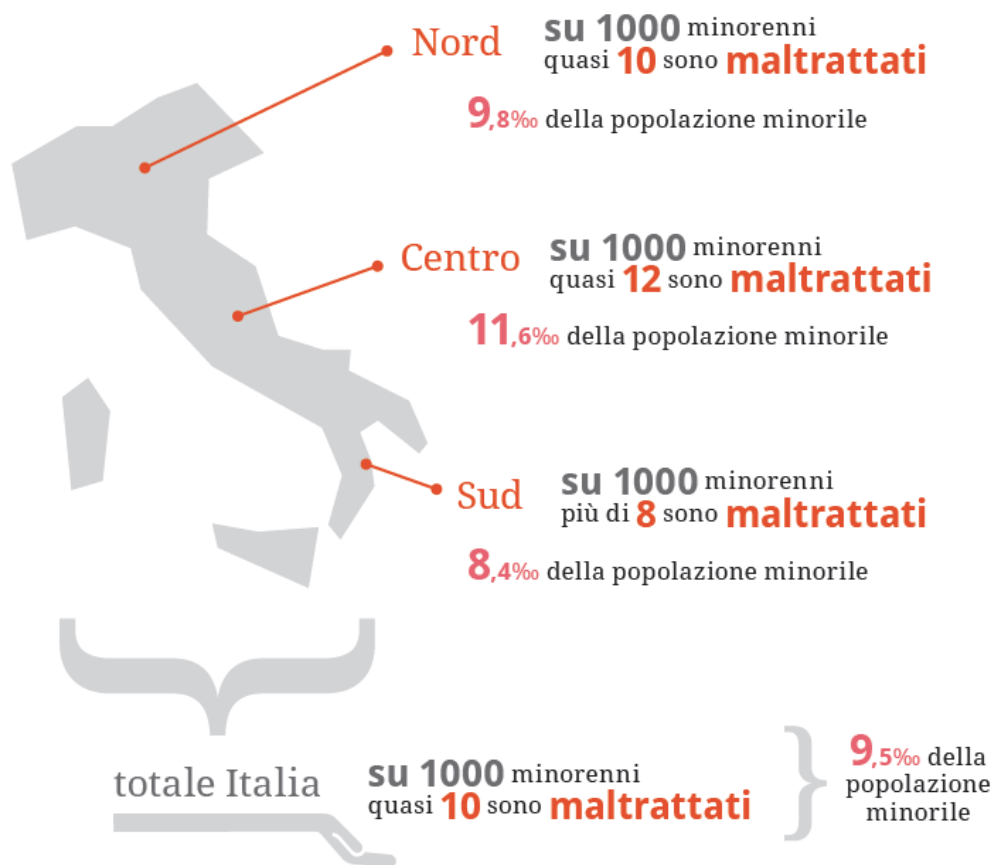 Nord
su 1000 minorenni
quasi 10 sono maltrattati
9,8‰ della popolazione minorile
Centro
su 1000 minorenni
quasi 12 sono maltrattati
11,6‰ della popolazione minorile
Sud
su 1000 minorenni
più di 8 sono maltrattati
8,4‰ della popolazione minorile
totale Italia
su 1000 minorenni
quasi 10 sono maltrattati
9,5‰ della
popolazione
minorile